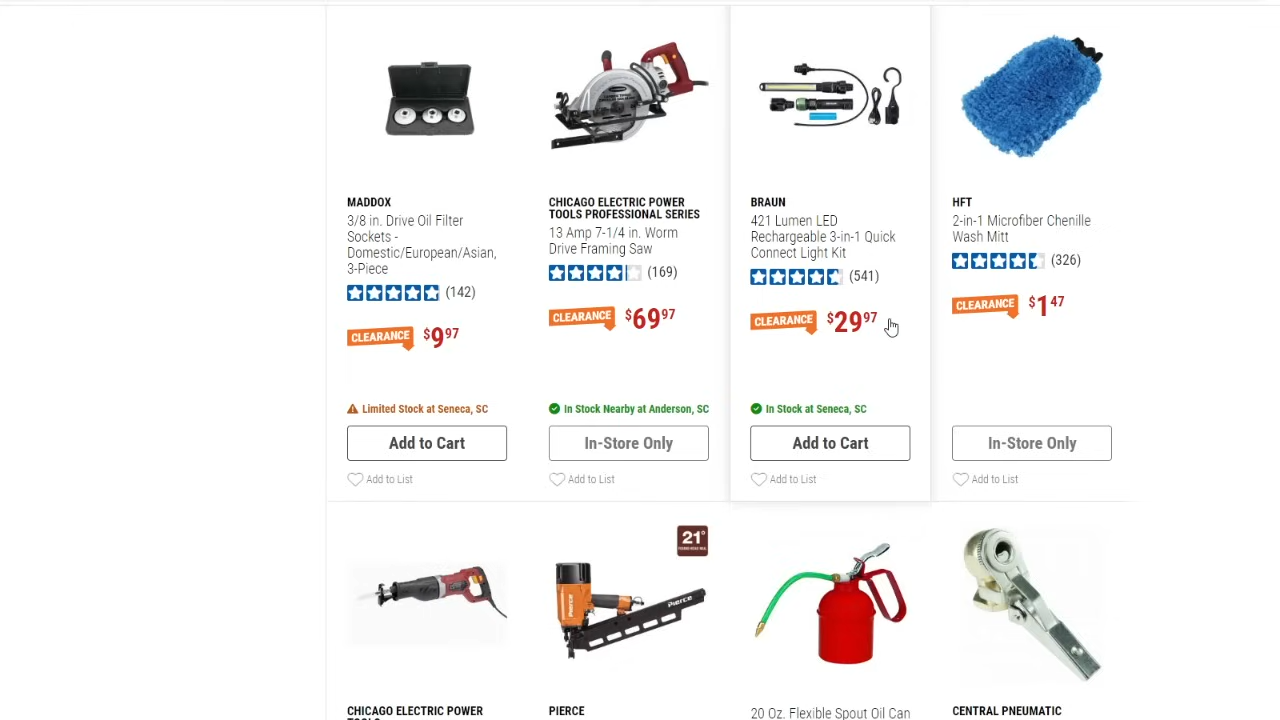 MADDOX
3/8 in. Drive Oil Filter
Sockets -
Domestic/European/Asian,
3-Piece
(142)
CLEARANCE $9 97
Limited Stock at Seneca, SC
Add to Cart
Add to List
CHICAGO ELECTRIC POWER
TOOLS PROFESSIONAL SERIES
13 Amp 7-1/4 in. Worm
Drive Framing Saw
(169)
CLEARANCE $69 97
In Stock Nearby at Anderson, SC
In-Store Only
Add to List
BRAUN
421 Lumen LED
Rechargeable 3-in-1 Quick
Connect Light Kit
(541)
CLEARANCE $29 97
In Stock at Seneca, SC
Add to Cart
Add to List
HFT
2-in-1 Microfiber Chenille
Wash Mitt
(326)
CLEARANCE $1 47
In-Store Only
Add to List
CHICAGO ELECTRIC POWER
21°
PIERCE
PIERCE
PIERCE
20 Oz. Flexible Spout Oil Can
CENTRAL PNEUMATIC